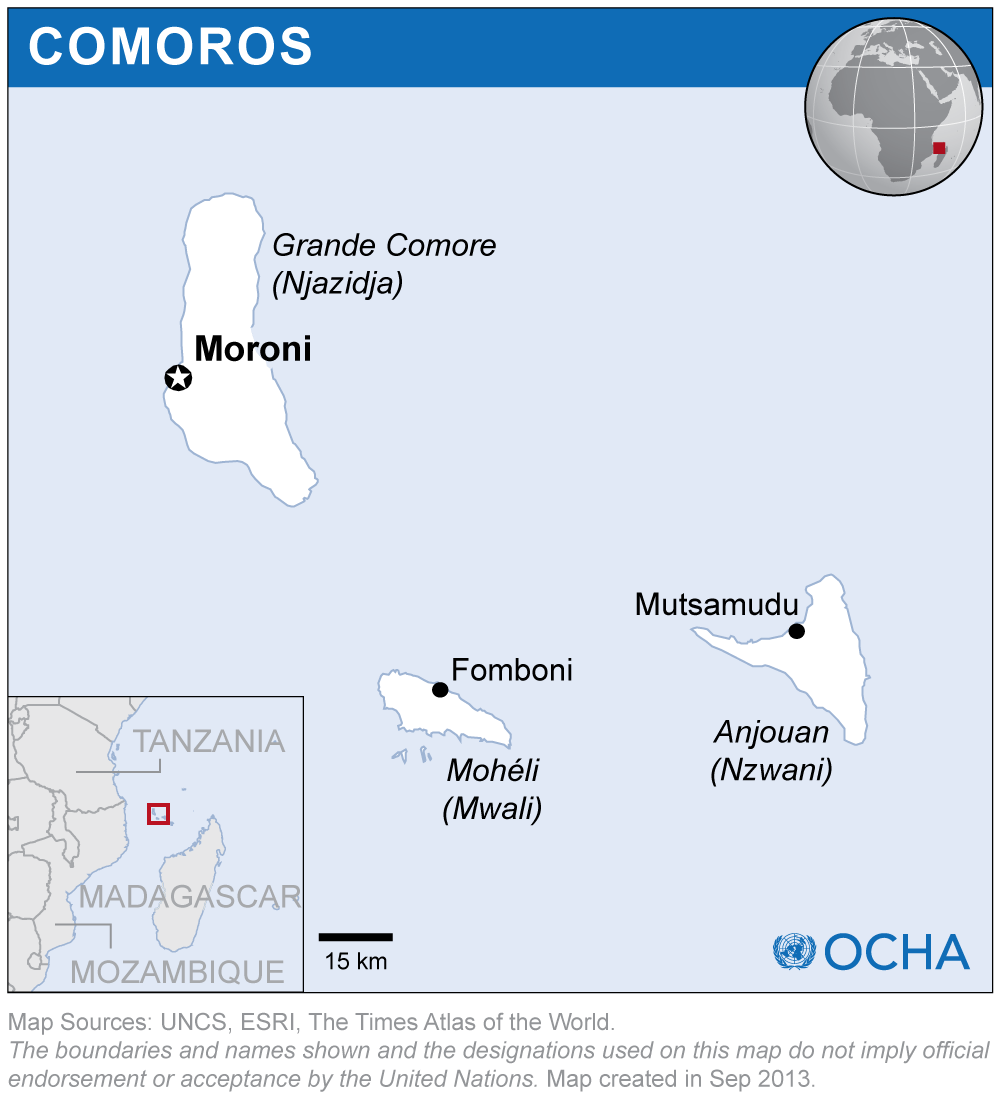 COMOROS
Grande Comore
(Njazidja)
Moroni
Mutsamudu
Fomboni
Anjouan
(Nzwani)
Mohéli
(Mwali)
TANZANIA
MADAGASCAR
MOZAMBIQUE
15 km
OCHA
Map Sources: UNCS, ESRI, The Times Atlas of the World.
The boundaries and names shown and the designations used on this map do not imply official
endorsement or acceptance by the United Nations. Map created in Sep 2013.